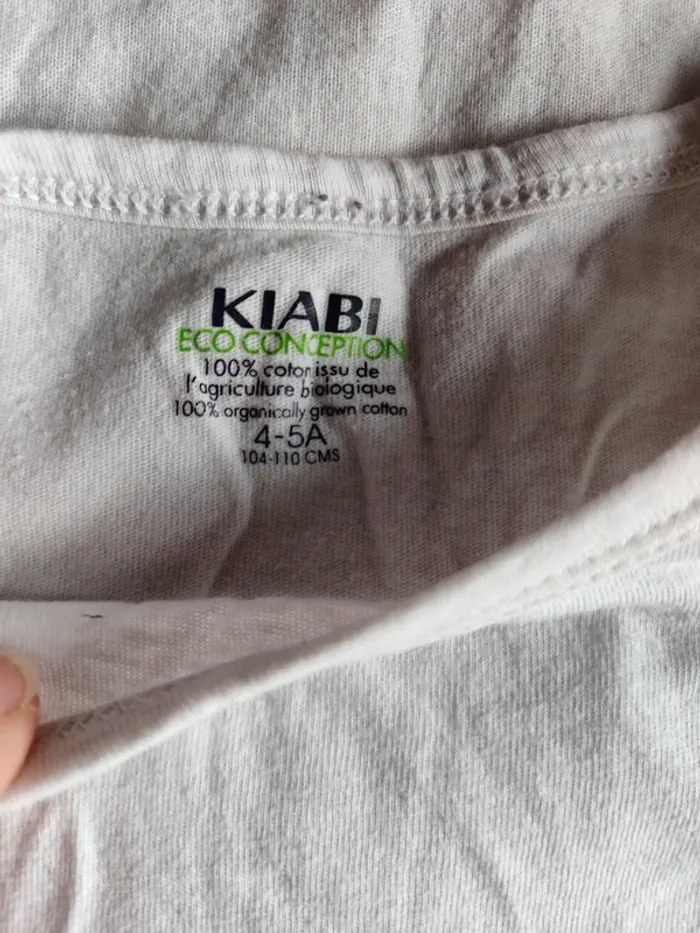 KIABI
ECO CONCEPTION
100% coton issu de
l'agriculture biologique
100% organically grown cotton
4-5A
104-110 CMS